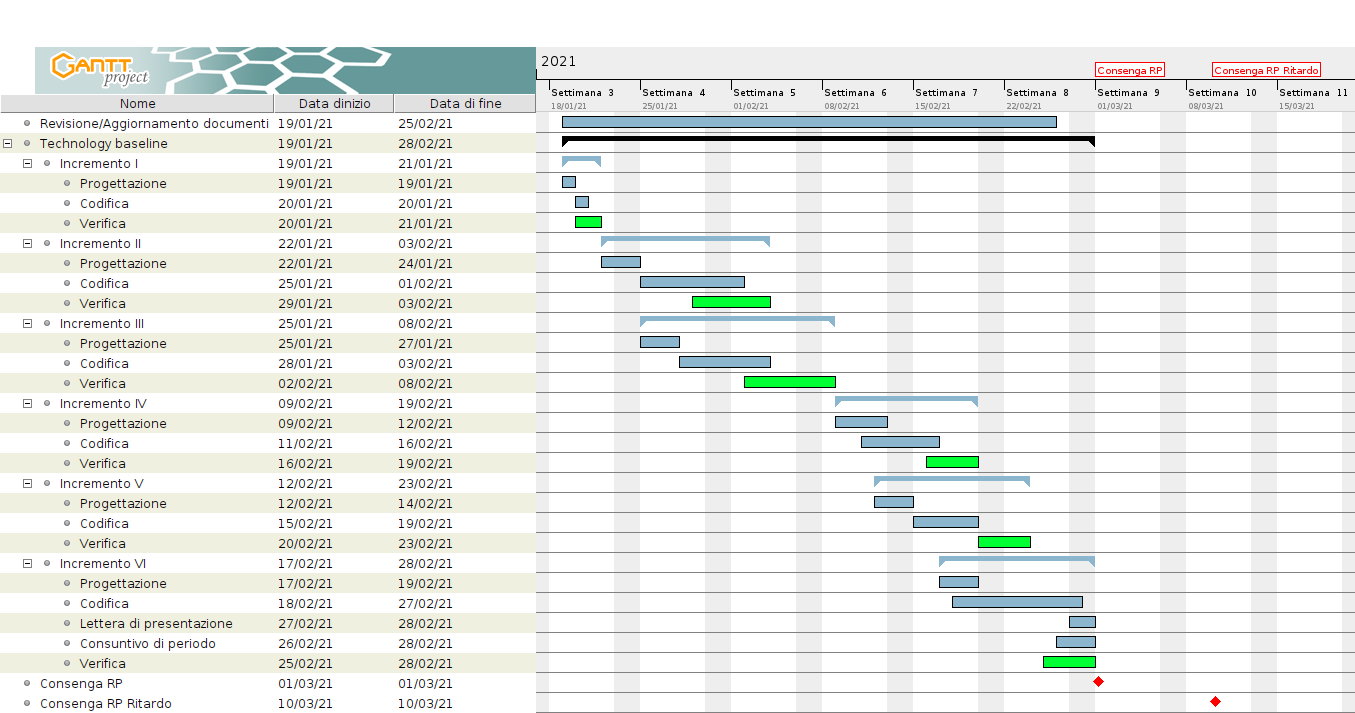 2021
Consenga RP
Consenga RP Ritardo
GANTT
project
Settimana 3
Settimana 4
Settimana 5
Settimana 6
Settimana 7
Settimana 8
Settimana 9
Settimana 10
Settimana 11
18/01/21
25/01/21
01/02/21
08/02/21
15/02/21
22/02/21
01/03/21
08/03/21
15/03/21
Nome Data dinizio Data di fine
Revisione/Aggiornamento documenti 19/01/21 25/02/21
Technology baseline 19/01/21 28/02/21
Incremento I 19/01/21 21/01/21
Progettazione 19/01/21 19/01/21
Codifica 20/01/21 20/01/21
Verifica 20/01/21 21/01/21
Incremento II 22/01/21 03/02/21
Progettazione 22/01/21 24/01/21
Codifica 25/01/21 01/02/21
Verifica 29/01/21 03/02/21
Incremento III 25/01/21 08/02/21
Progettazione 25/01/21 27/01/21
Codifica 28/01/21 03/02/21
Verifica 02/02/21 08/02/21
Incremento IV 09/02/21 19/02/21
Progettazione 09/02/21 12/02/21
Codifica 11/02/21 16/02/21
Verifica 16/02/21 19/02/21
Incremento V 12/02/21 23/02/21
Progettazione 12/02/21 14/02/21
Codifica 15/02/21 19/02/21
Verifica 20/02/21 23/02/21
Incremento VI 17/02/21 28/02/21
Progettazione 17/02/21 19/02/21
Codifica 18/02/21 27/02/21
Lettera di presentazione 27/02/21 28/02/21
Consuntivo di periodo 26/02/21 28/02/21
Verifica 25/02/21 28/02/21
Consenga RP 01/03/21 01/03/21
Consenga RP Ritardo 10/03/21 10/03/21